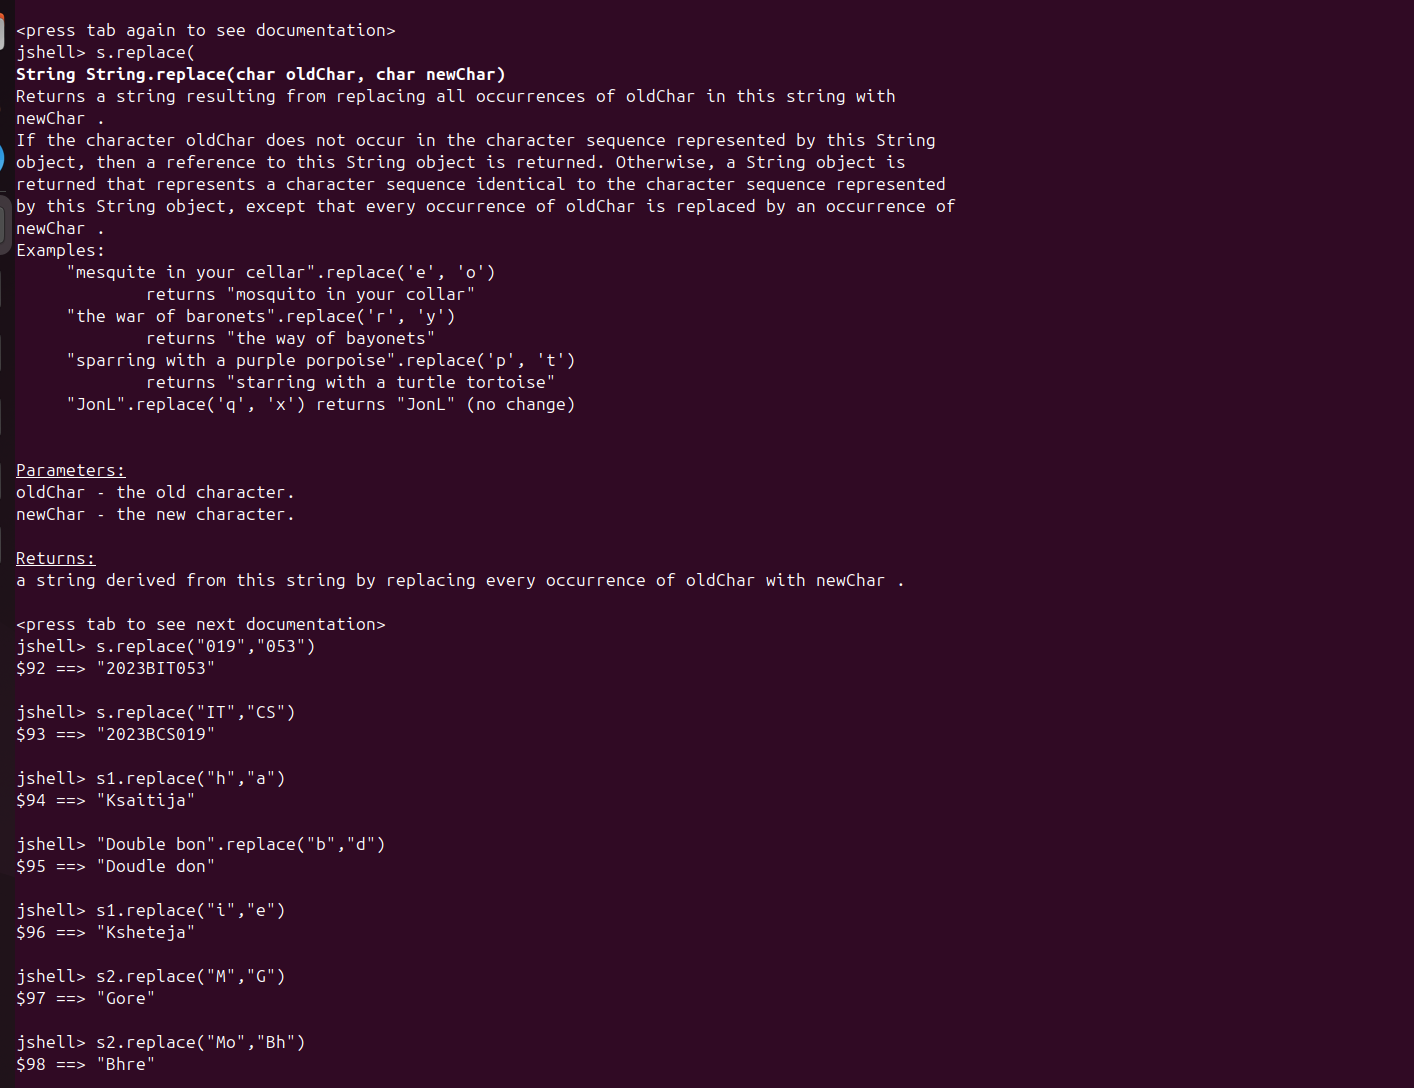 <press tab again to see documentation>
jshell> s.replace(
String String.replace(char oldChar, char newChar)
Returns a string resulting from replacing all occurrences of oldChar in this string with
newChar .
If the character oldChar does not occur in the character sequence represented by this String
object, then a reference to this String object is returned. Otherwise, a String object is
returned that represents a character sequence identical to the character sequence represented
by this String object, except that every occurrence of oldChar is replaced by an occurrence of
newChar .
Examples:
"mesquite in your cellar".replace('e', 'o')
returns "mosquito in your collar"
"the war of baronets".replace('r', 'y')
returns "the way of bayonets"
"sparring with a purple porpoise".replace('p', 't')
returns "starring with a turtle tortoise"
"JonL".replace('q', 'x') returns "JonL" (no change)
Parameters:
oldChar - the old character.
newChar - the new character.
Returns:
a string derived from this string by replacing every occurrence of oldChar with newChar .
<press tab to see next documentation>
jshell> s.replace("019","053")
$92 ==> "2023BIT053"
jshell> s.replace("IT","CS")
$93 ==> "2023BCS019"
jshell> s1.replace("h","a")
$94 ==> "Ksaitija"
jshell> "Double bon".replace("b","d")
$95 ==> "Doudle don"
jshell> s1.replace("i","e")
$96 ==> "Ksheteja"
jshell> s2.replace("M","G")
$97 ==> "Gore"
jshell> s2.replace("Mo","Bh")
$98 ==> "Bhre"